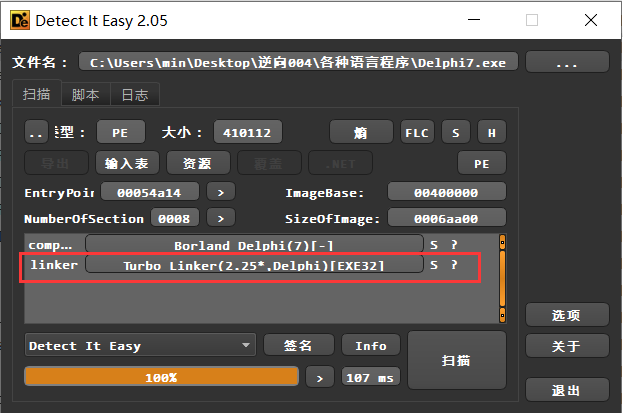 Detect It Easy 2.05
文件名： C:\Users\min\Desktop\逆向004\各种语言程序\Delphi7.exe ...
扫描 脚本 日志
.. 类型： PE 大小： 410112 熵 FLC S H
导出 输入表 资源 覆盖 .NET PE
EntryPoin 00054a14 > ImageBase: 00400000
NumberOfSection 0008 > SizeOfImage: 0006aa00
comp... Borland Delphi(7)[-] S ?
linker Turbo Linker(2.25*,Delphi)[EXE32] S ?
选项
Detect It Easy 签名 Info 扫描 关于
100% > 107 ms 退出